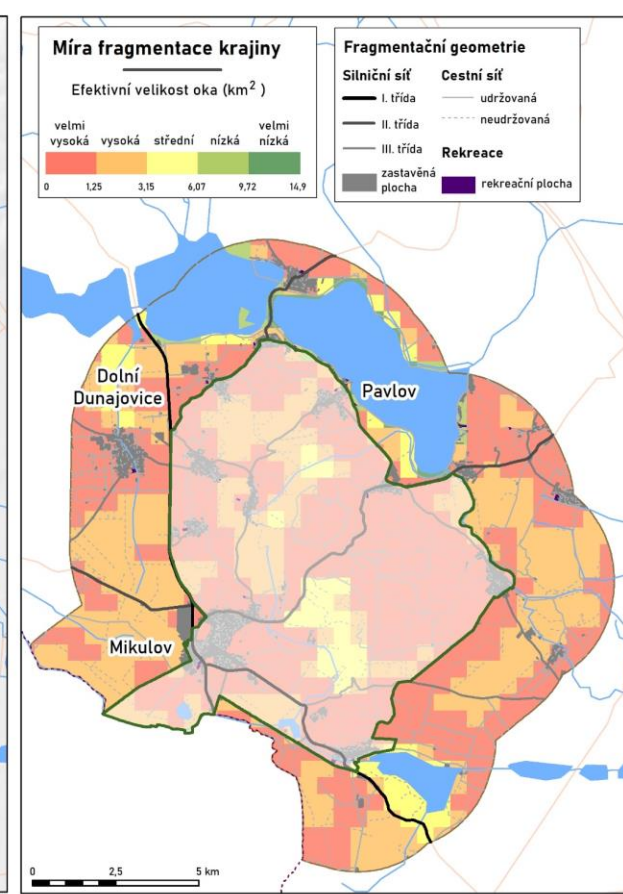 Míra fragmentace krajiny
Efektivní velikost oka (km²)
velmi vysoká
vysoká
střední
nízká
velmi nízká
0 1,25 3,15 6,07 9,72 14,9
Fragmentační geometrie
Silniční síť
I. třída
II. třída
III. třída
zastavěná
plocha
Cestní síť
udržovaná
neudržovaná
Rekreace
rekreační plocha
Dolní
Dunajovice
Pavlov
Mikulov
0 2,5 5 km